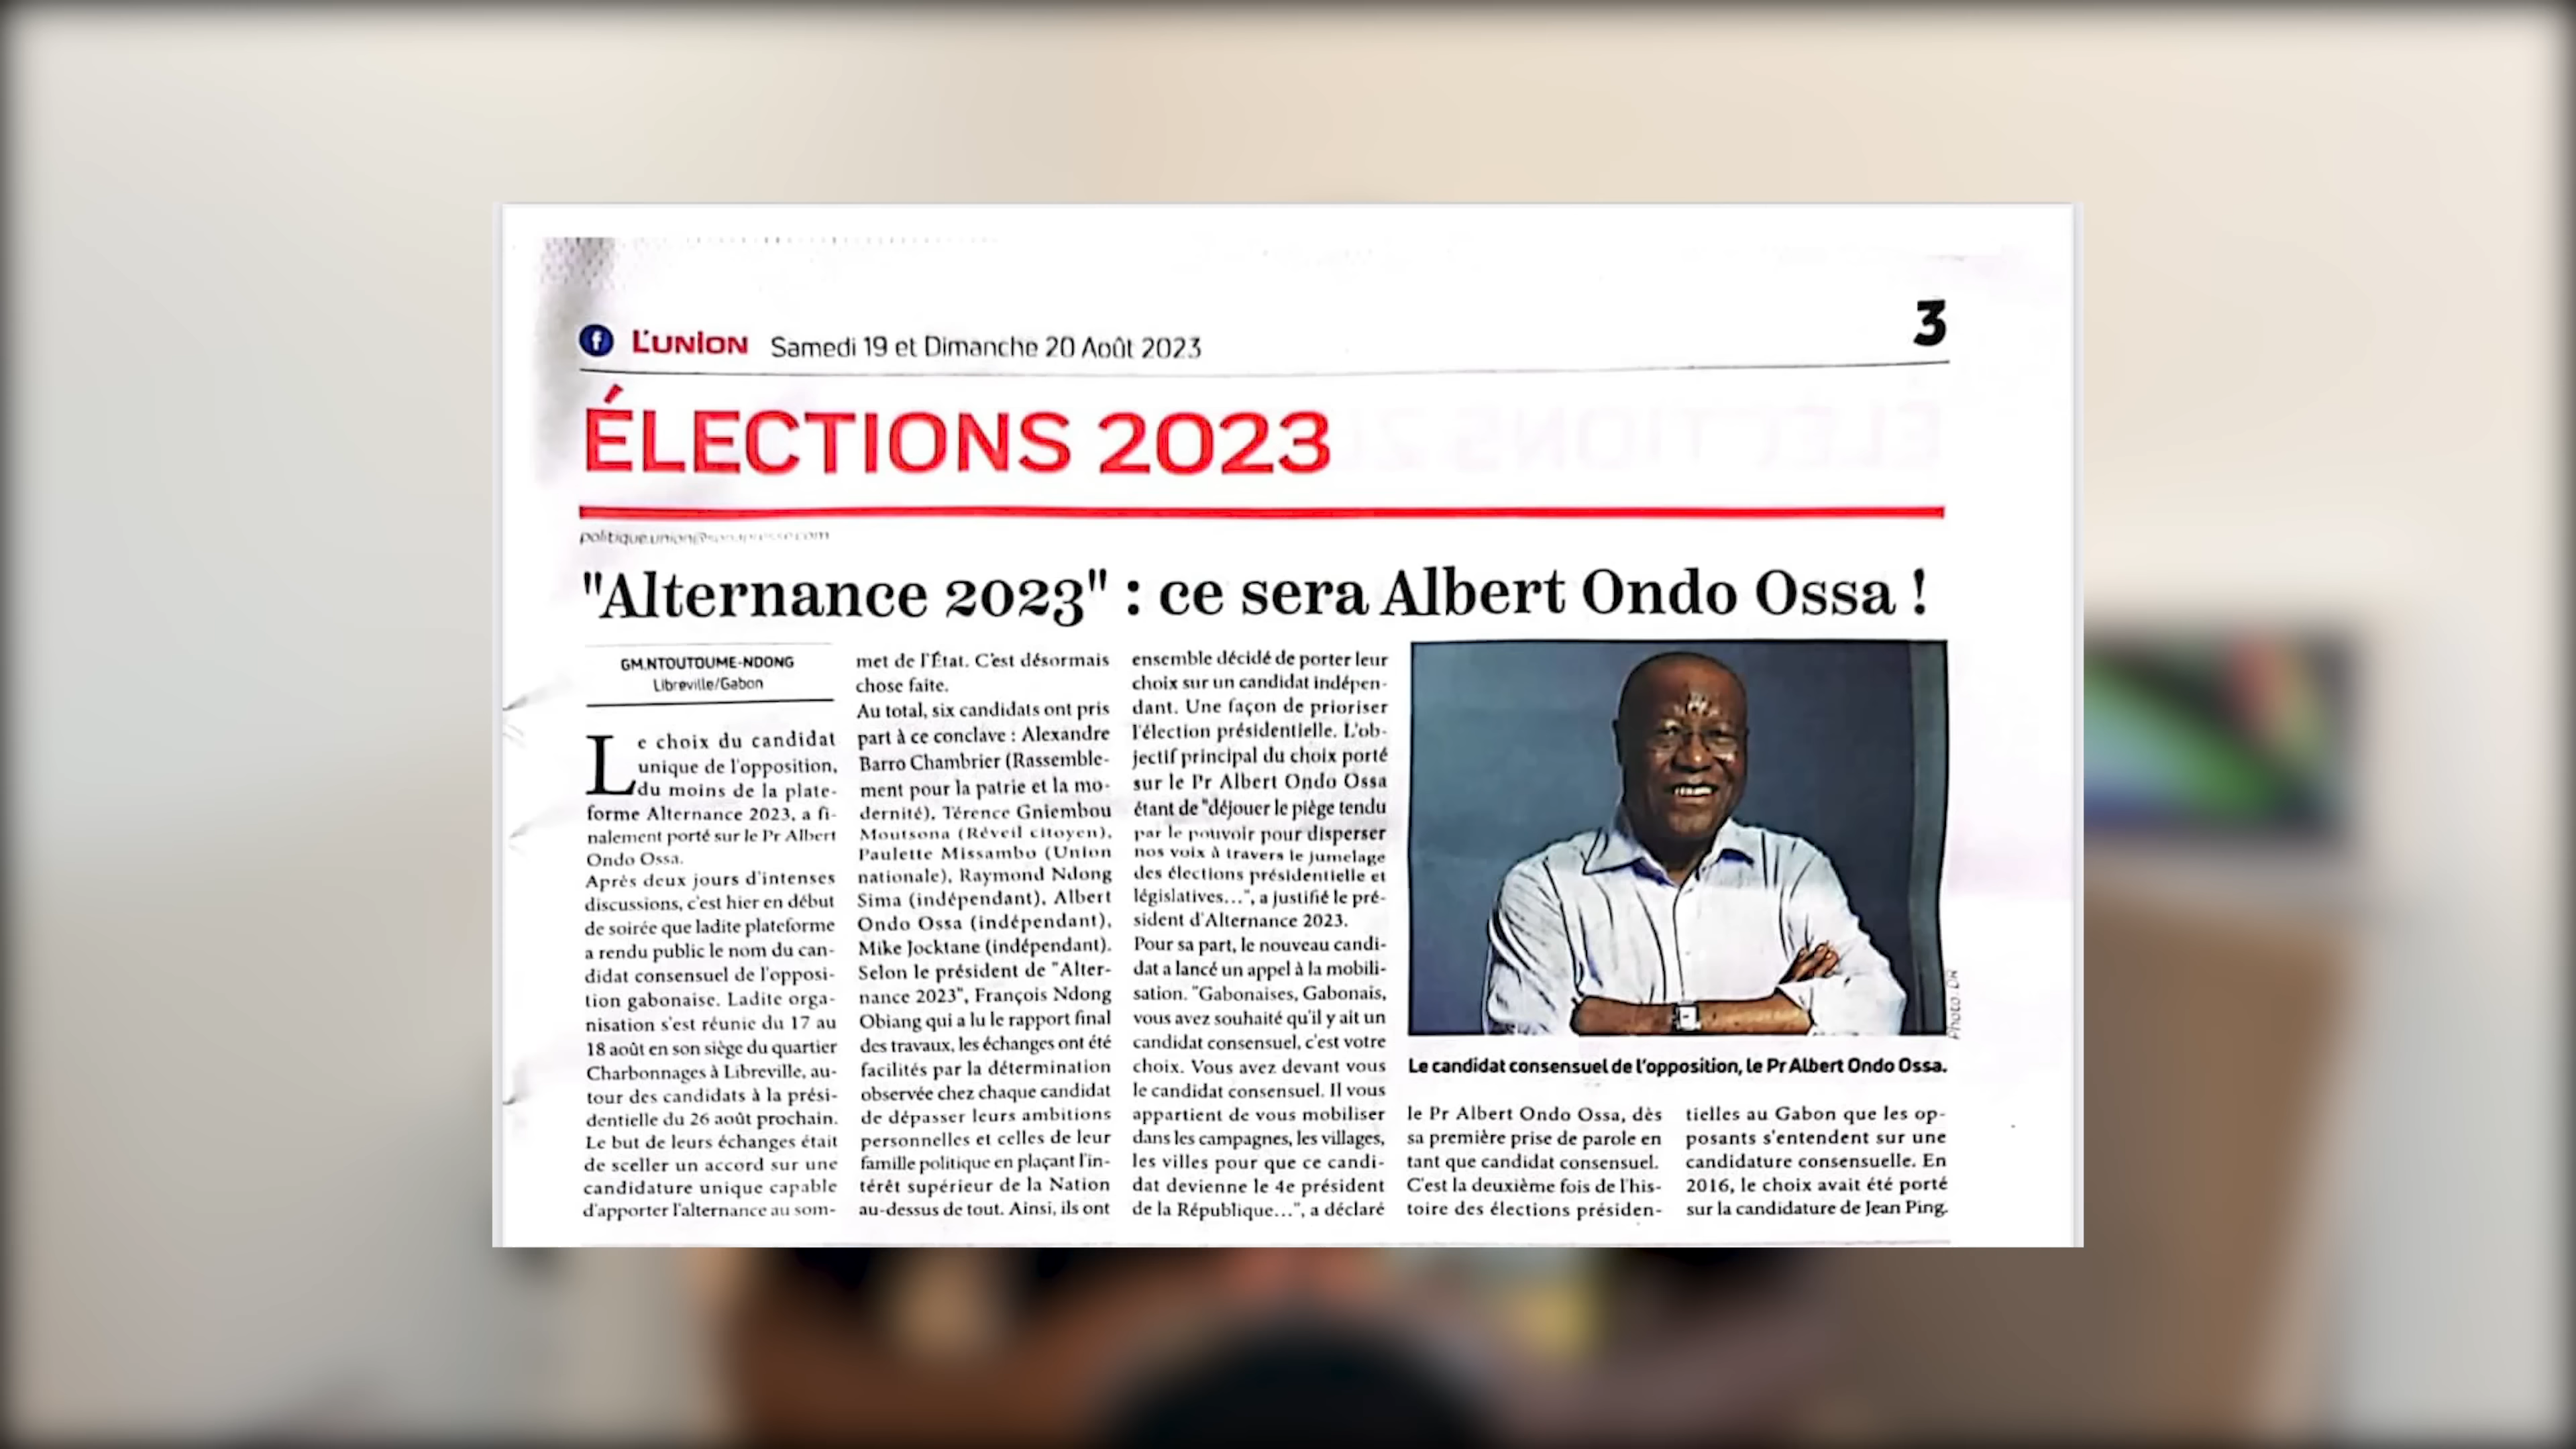 L'UNION Samedi 19 et Dimanche 20 Août 2023
3
ÉLECTIONS 2023
"Alternance 2023" : ce sera Albert Ondo Ossa !
GM.NTOUTOUME-NDONG
Libreville/Gabon
Le choix du candidat
unique de l'opposition,
du moins de la plate-
forme Alternance 2023, a fi-
nalement porté sur le Pr Albert
Ondo Ossa.
Après deux jours d'intenses
discussions, c'est hier en début
de soirée que ladite plateforme
a rendu public le nom du can-
didat consensuel de l'opposi-
tion gabonaise. Ladite orga-
nisation s'est réunie du 17 au
18 août en son siège du quartier
Charbonnages à Libreville, au-
tour des candidats à la prési-
dentielle du 26 août prochain.
Le but de leurs échanges était
de sceller un accord sur une
candidature unique capable
d'apporter l'alternance au som-
met de l'État. C'est désormais
chose faite.
Au total, six candidats ont pris
part à ce conclave : Alexandre
Barro Chambrier (Rassemble-
ment pour la patrie et la mo-
dernité), Térence Gniembou
Moutsona (Réveil citoyen),
Paulette Missambo (Union
nationale), Raymond Ndong
Sima (indépendant), Albert
Ondo Ossa (indépendant),
Mike Jocktane (indépendant).
Selon le président de "Alter-
nance 2023", François Ndong
Obiang qui a lu le rapport final
des travaux, les échanges ont été
facilités par la détermination
observée chez chaque candidat
de dépasser leurs ambitions
personnelles et celles de leur
famille politique en plaçant l'in-
térêt supérieur de la Nation
au-dessus de tout. Ainsi, ils ont
ensemble décidé de porter leur
choix sur un candidat indépen-
dant. Une façon de prioriser
l'élection présidentielle. L'ob-
jectif principal du choix porté
sur le Pr Albert Ondo Ossa
étant de "déjouer le piège tendu
par le pouvoir pour disperser
nos voix à travers le jumelage
des élections présidentielle et
législatives...", a justifié le pré-
sident d'Alternance 2023.
Pour sa part, le nouveau candi-
dat a lancé un appel à la mobili-
sation. "Gabonaises, Gabonais,
vous avez souhaité qu'il y ait un
candidat consensuel, c'est votre
choix. Vous avez devant vous
le candidat consensuel. Il vous
appartient de vous mobiliser
dans les campagnes, les villages,
les villes pour que ce candi-
dat devienne le 4e président
de la République...", a déclaré
Photo: DR
Le candidat consensuel de l'opposition, le Pr Albert Ondo Ossa.
le Pr Albert Ondo Ossa, dès
sa première prise de parole en
tant que candidat consensuel.
C'est la deuxième fois de l'his-
toire des élections présiden-
tielles au Gabon que les op-
posants s'entendent sur une
candidature consensuelle. En
2016, le choix avait été porté
sur la candidature de Jean Ping.